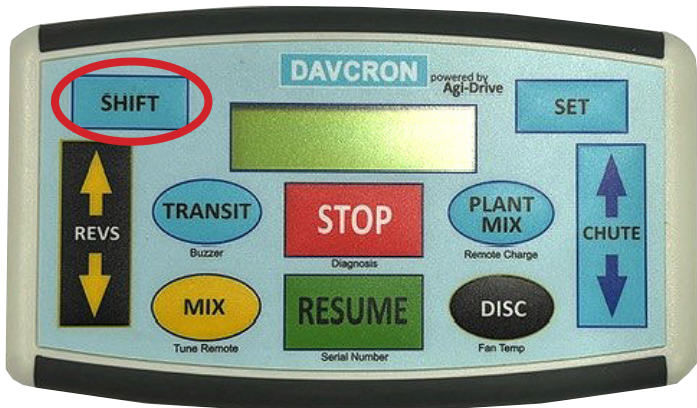 DAVCRON
powered by
Agi-Drive
SHIFT
SET
REVS
TRANSIT
Buzzer
STOP
Diagnosis
PLANT
MIX
Remote Charge
CHUTE
MIX
Tune Remote
RESUME
Serial Number
DISC
Fan Temp